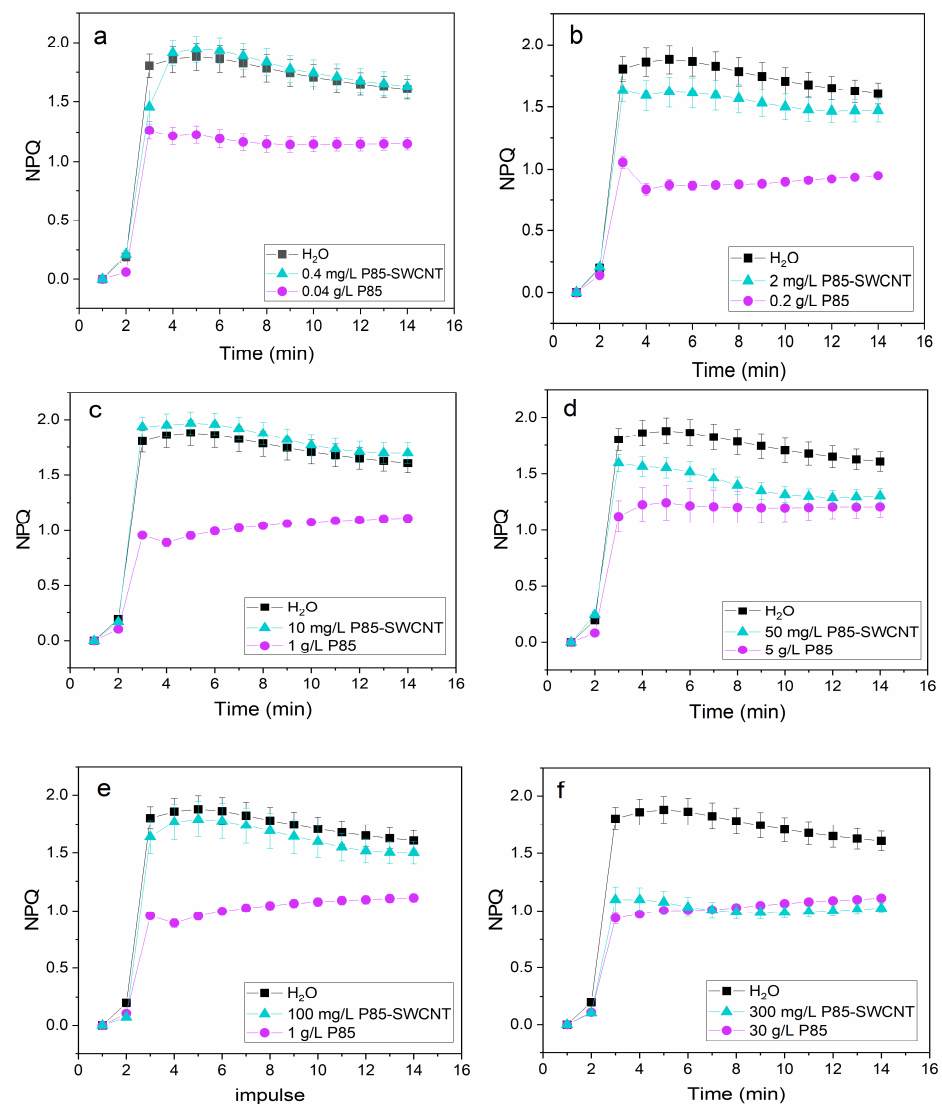 a
2.0
1.5
1.0
0.5
0.0
NPQ
H₂O
0.4 mg/L P85-SWCNT
0.04 g/L P85
0 2 4 6 8 10 12 14 16
Time (min)
b
2.0
1.5
1.0
0.5
0.0
NPQ
H₂O
2 mg/L P85-SWCNT
0.2 g/L P85
0 2 4 6 8 10 12 14 16
Time (min)
c
2.0
1.5
1.0
0.5
0.0
NPQ
H₂O
10 mg/L P85-SWCNT
1 g/L P85
0 2 4 6 8 10 12 14 16
Time (min)
d
2.0
1.5
1.0
0.5
0.0
NPQ
H₂O
50 mg/L P85-SWCNT
5 g/L P85
0 2 4 6 8 10 12 14 16
Time (min)
e
2.0
1.5
1.0
0.5
0.0
NPQ
H₂O
100 mg/L P85-SWCNT
1 g/L P85
0 2 4 6 8 10 12 14 16
impulse
f
2.0
1.5
1.0
0.5
0.0
NPQ
H₂O
300 mg/L P85-SWCNT
30 g/L P85
0 2 4 6 8 10 12 14 16
Time (min)